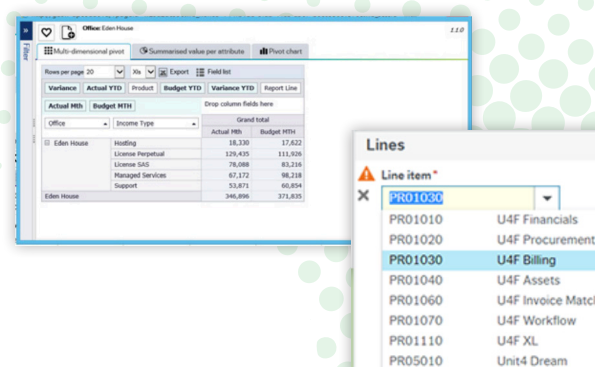 Office: Eden House
1.1.0
Filter
Multi-dimensional pivot Summarised value per attribute Pivot chart
Rows per page 20 Xls Export Field list
Variance Actual YTD Product Budget YTD Variance YTD Report Line
Actual Mth Budget MTH Drop column fields here
Office Income Type Grand total
Actual Mth Budget MTH
Eden House Hosting 18,330 17,622
License Perpetual 129,435 111,926
License SAS 78,088 83,216
Managed Services 67,172 98,218
Support 53,871 60,854
Eden House 346,896 371,835
Lines
Line item*
PR01030
PR01010 U4F Financials
PR01020 U4F Procurement
PR01030 U4F Billing
PR01040 U4F Assets
PR01060 U4F Invoice Match
PR01070 U4F Workflow
PR01110 U4F XL
PR05010 Unit4 Dream